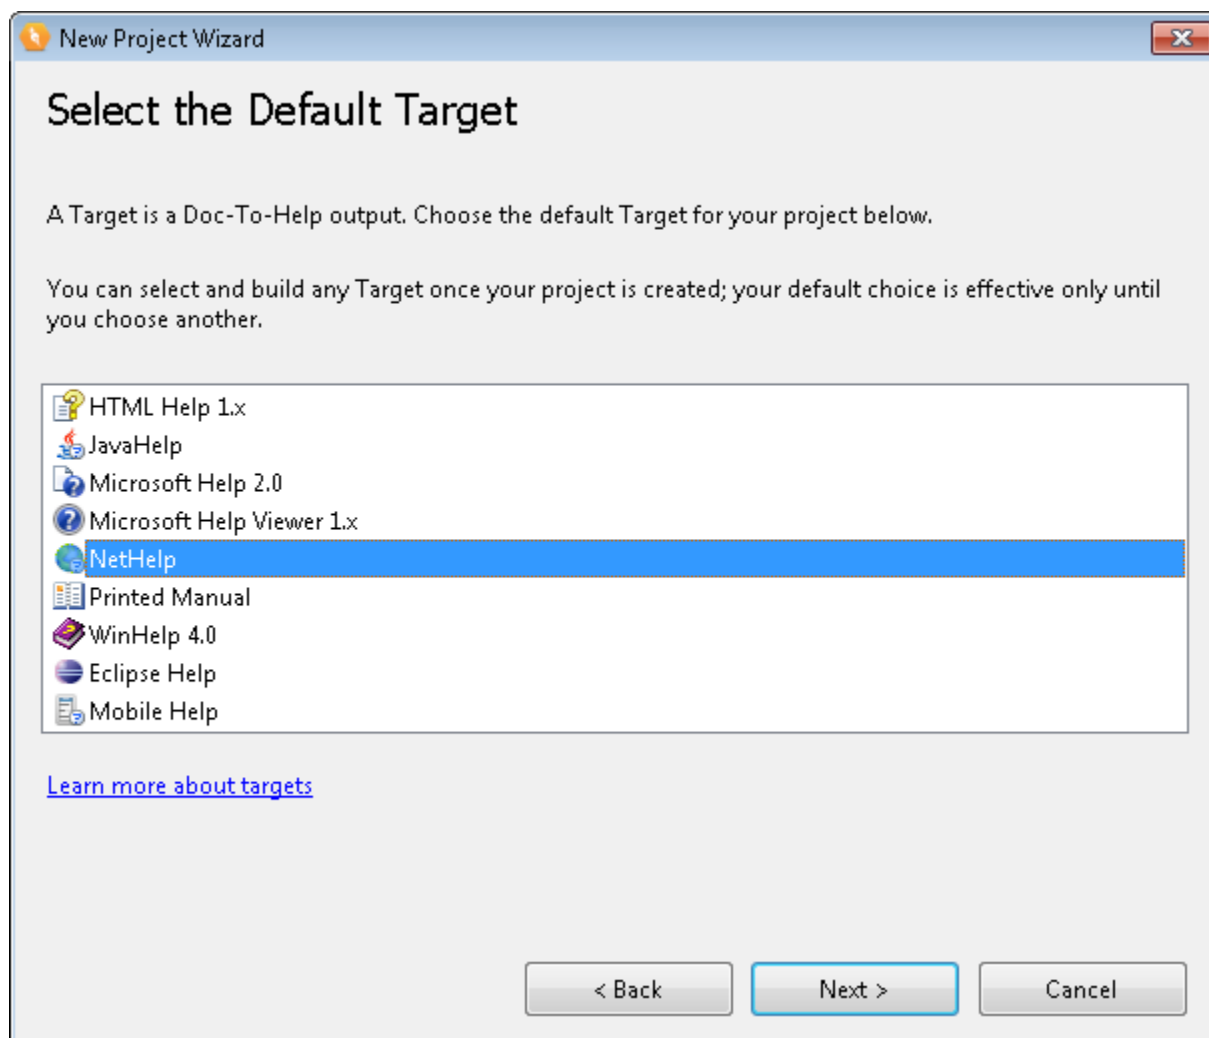 New Project Wizard
Select the Default Target
A Target is a Doc-To-Help output. Choose the default Target for your project below.
You can select and build any Target once your project is created; your default choice is effective only until
you choose another.
HTML Help 1.x
JavaHelp
Microsoft Help 2.0
Microsoft Help Viewer 1.x
NetHelp
Printed Manual
WinHelp 4.0
Eclipse Help
Mobile Help
Learn more about targets
< Back
Next >
Cancel